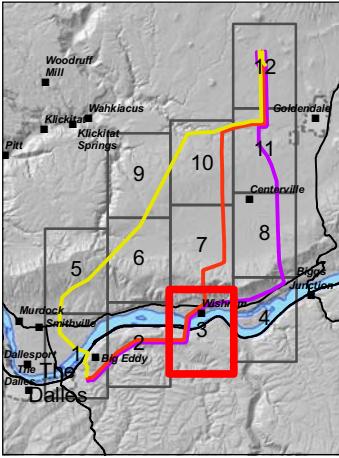 Woodruff
Mill
12
Wahkiacus
Goldendale
Klickitat
Klickitat
Springs
Pitt
11
9
10
Centerville
8
7
6
5
Biggs
Junction
Murdock
Wishram
4
Smithville
3
Dallesport
1
2
Big Eddy
The
Dalles
The
Dalles